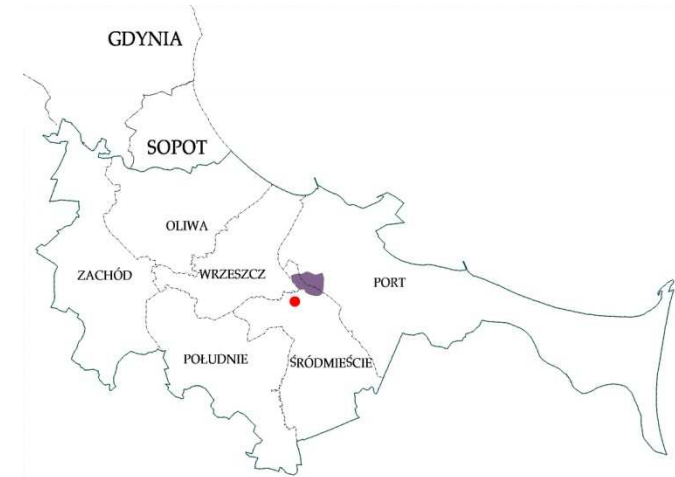 GDYNIA
SOPOT
OLIWA
ZACHÓD
WRZESZCZ
PORT
POŁUDNIE
ŚRÓDMIEŚCIE